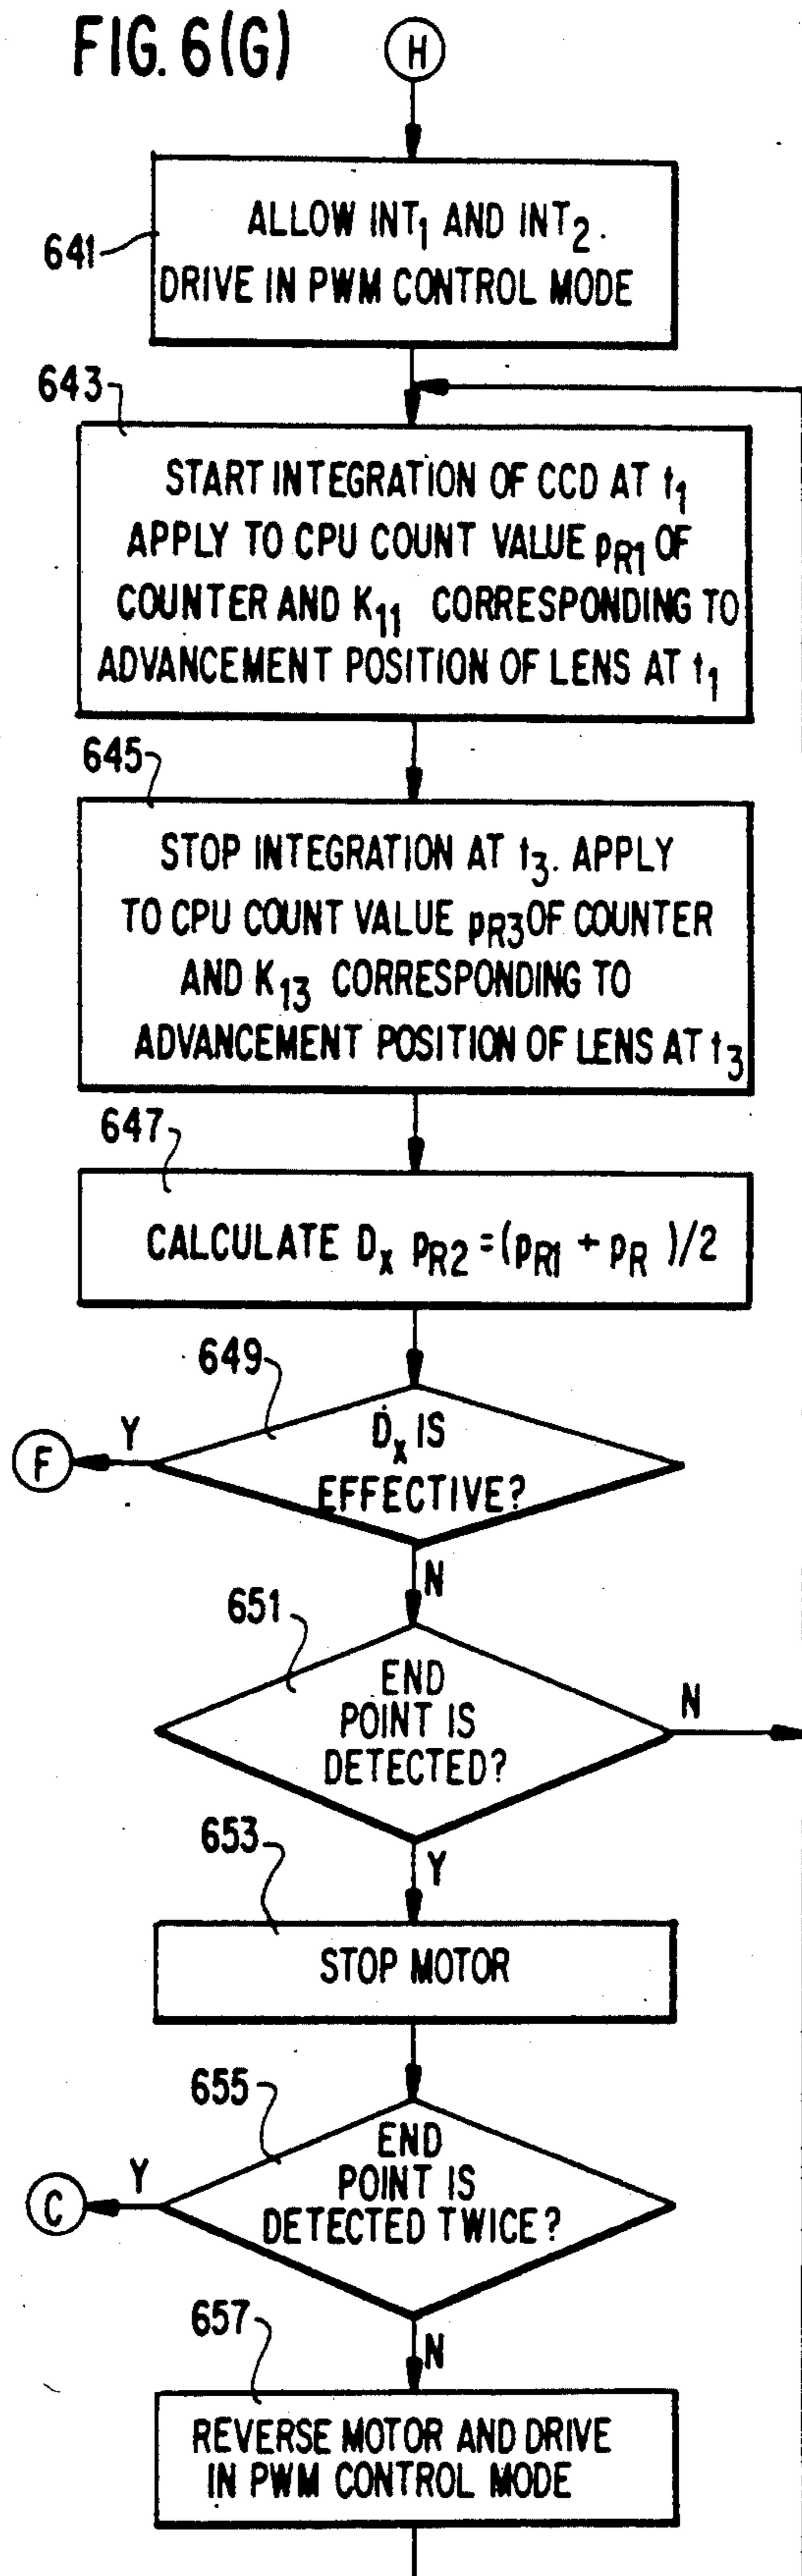 FIG. 6(G)
H
641
ALLOW INT₁ AND INT₂.
DRIVE IN PWM CONTROL MODE
643
START INTEGRATION OF CCD AT t₁
APPLY TO CPU COUNT VALUE pR1 OF
COUNTER AND K₁₁ CORRESPONDING TO
ADVANCEMENT POSITION OF LENS AT t₁
645
STOP INTEGRATION AT t₃. APPLY
TO CPU COUNT VALUE pR3 OF COUNTER
AND K₁₃ CORRESPONDING TO
ADVANCEMENT POSITION OF LENS AT t₃
647
CALCULATE Dₓ pR2 = (pR1 + pR )/2
649
Dₓ IS
EFFECTIVE?
Y
F
N
651
END
POINT IS
DETECTED?
N
Y
653
STOP MOTOR
655
END
POINT IS
DETECTED TWICE?
Y
C
N
657
REVERSE MOTOR AND DRIVE
IN PWM CONTROL MODE